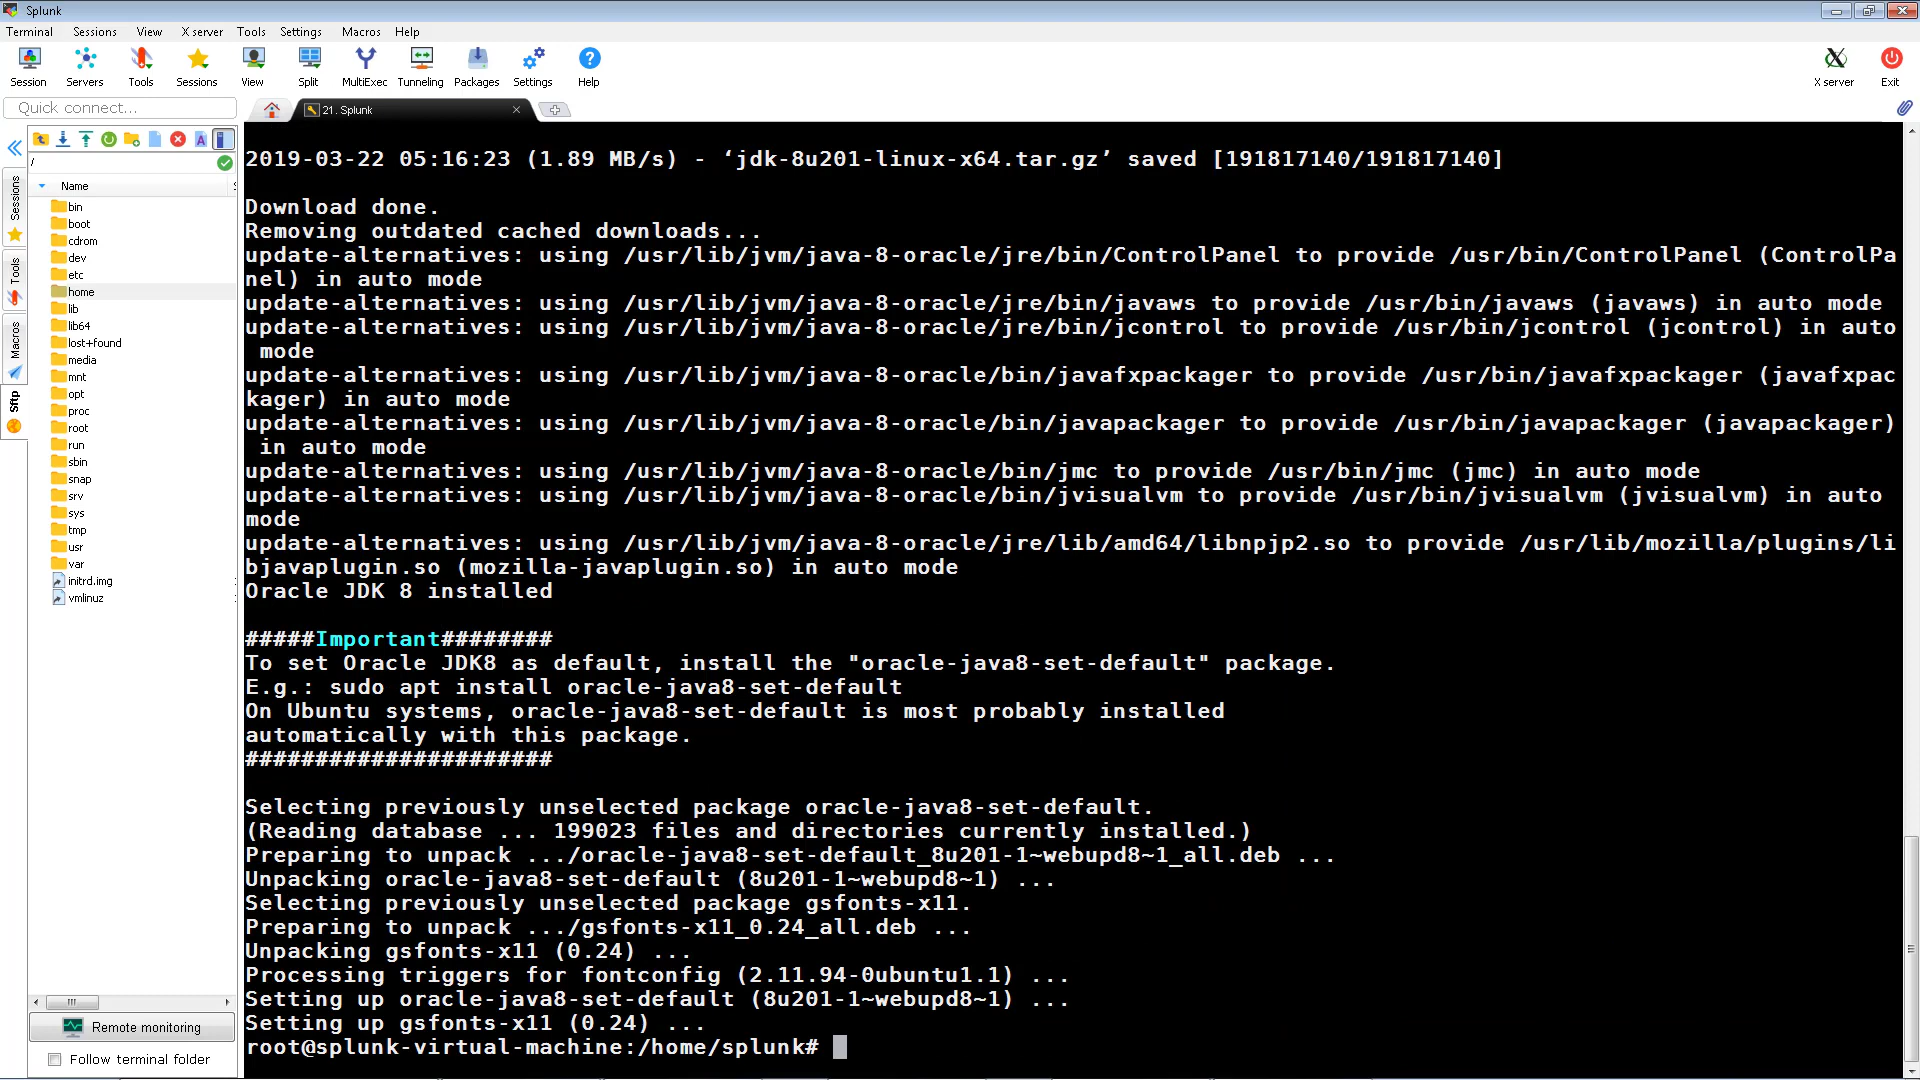 Splunk
Terminal Sessions View X server Tools Settings Macros Help
Session Servers Tools Sessions View Split MultiExec Tunneling Packages Settings Help X server Exit
Quick connect...
21. Splunk
/
Name
Sessions
Tools
Macros
Sftp
bin
boot
cdrom
dev
etc
home
lib
lib64
lost+found
media
mnt
opt
proc
root
run
sbin
snap
srv
sys
tmp
usr
var
initrd.img
vmlinuz
Remote monitoring
Follow terminal folder
2019-03-22 05:16:23 (1.89 MB/s) - ‘jdk-8u201-linux-x64.tar.gz’ saved [191817140/191817140]
Download done.
Removing outdated cached downloads...
update-alternatives: using /usr/lib/jvm/java-8-oracle/jre/bin/ControlPanel to provide /usr/bin/ControlPanel (ControlPa
nel) in auto mode
update-alternatives: using /usr/lib/jvm/java-8-oracle/jre/bin/javaws to provide /usr/bin/javaws (javaws) in auto mode
update-alternatives: using /usr/lib/jvm/java-8-oracle/jre/bin/jcontrol to provide /usr/bin/jcontrol (jcontrol) in auto
mode
update-alternatives: using /usr/lib/jvm/java-8-oracle/bin/javafxpackager to provide /usr/bin/javafxpackager (javafxpac
kager) in auto mode
update-alternatives: using /usr/lib/jvm/java-8-oracle/bin/javapackager to provide /usr/bin/javapackager (javapackager)
in auto mode
update-alternatives: using /usr/lib/jvm/java-8-oracle/bin/jmc to provide /usr/bin/jmc (jmc) in auto mode
update-alternatives: using /usr/lib/jvm/java-8-oracle/bin/jvisualvm to provide /usr/bin/jvisualvm (jvisualvm) in auto
mode
update-alternatives: using /usr/lib/jvm/java-8-oracle/jre/lib/amd64/libnpjp2.so to provide /usr/lib/mozilla/plugins/li
bjavaplugin.so (mozilla-javaplugin.so) in auto mode
Oracle JDK 8 installed
#####Important########
To set Oracle JDK8 as default, install the "oracle-java8-set-default" package.
E.g.: sudo apt install oracle-java8-set-default
On Ubuntu systems, oracle-java8-set-default is most probably installed
automatically with this package.
######################
Selecting previously unselected package oracle-java8-set-default.
(Reading database ... 199023 files and directories currently installed.)
Preparing to unpack .../oracle-java8-set-default_8u201-1~webupd8~1_all.deb ...
Unpacking oracle-java8-set-default (8u201-1~webupd8~1) ...
Selecting previously unselected package gsfonts-x11.
Preparing to unpack .../gsfonts-x11_0.24_all.deb ...
Unpacking gsfonts-x11 (0.24) ...
Processing triggers for fontconfig (2.11.94-0ubuntu1.1) ...
Setting up oracle-java8-set-default (8u201-1~webupd8~1) ...
Setting up gsfonts-x11 (0.24) ...
root@splunk-virtual-machine:/home/splunk#